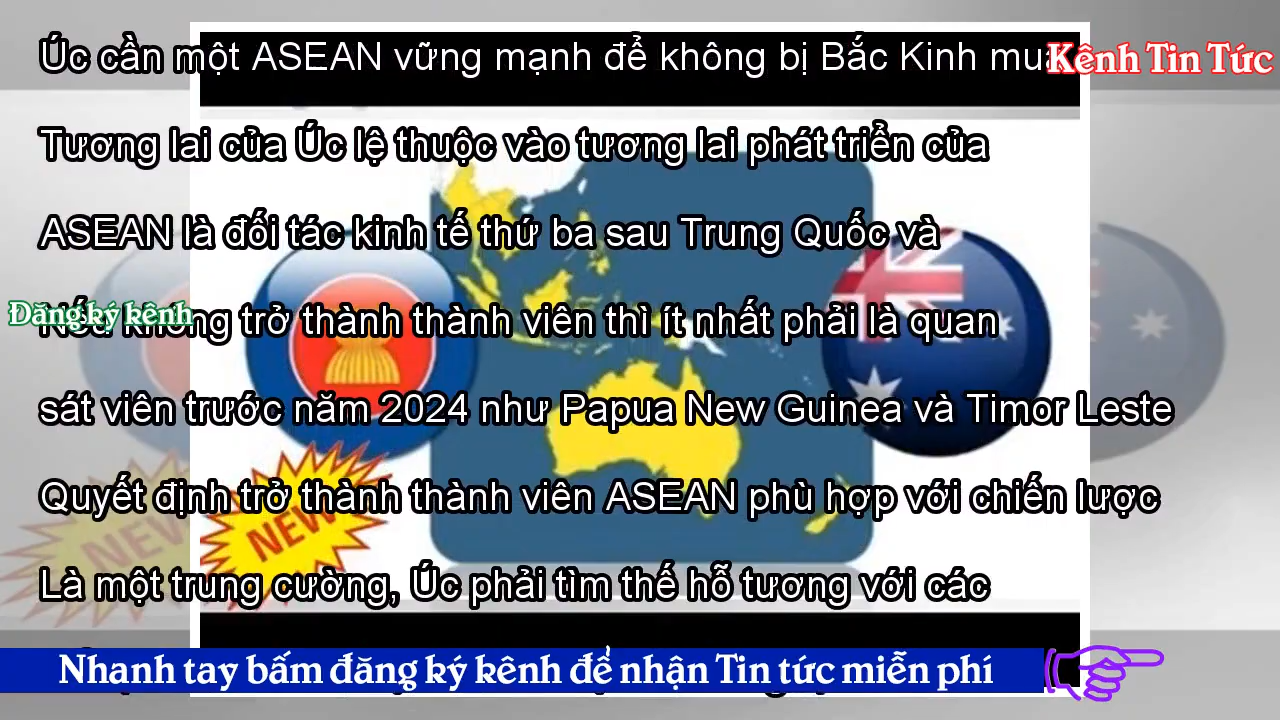 Úc cần một ASEAN vững mạnh để không bị Bắc Kinh mua
Kênh Tin Tức
Tương lai của Úc lệ thuộc vào tương lai phát triển của
ASEAN là đối tác kinh tế thứ ba sau Trung Quốc và
Đăng ký kênh
Nếu không trở thành thành viên thì ít nhất phải là quan
sát viên trước năm 2024 như Papua New Guinea và Timor Leste
Quyết định trở thành thành viên ASEAN phù hợp với chiến lược
NEW
NEW
Là một trung cường, Úc phải tìm thế hỗ tương với các
Nhanh tay bấm đăng ký kênh để nhận Tin tức miễn phí